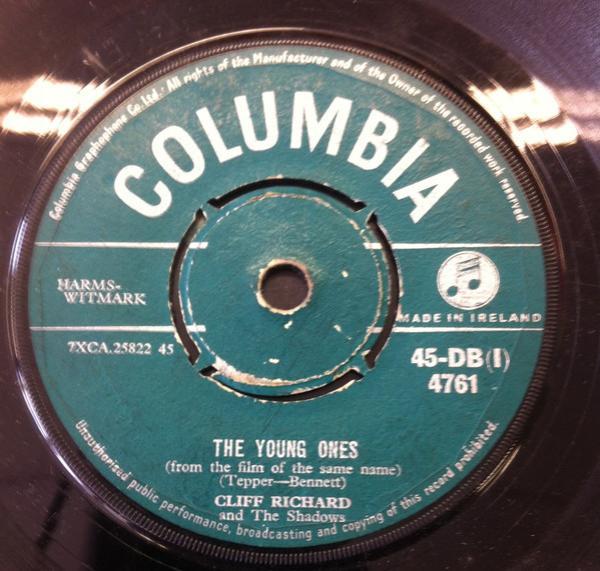 Columbia Graphophone Co. Ltd. · All rights of the Manufacturer and of the Owner of the recorded work reserved.
COLUMBIA
HARMS-
WITMARK
MADE IN IRELAND
7XCA.25822 45
45-DB(I)
4761
THE YOUNG ONES
(from the film of the same name)
(Tepper—Bennett)
CLIFF RICHARD
and The Shadows
Unauthorised public performance, broadcasting and copying of this record prohibited.